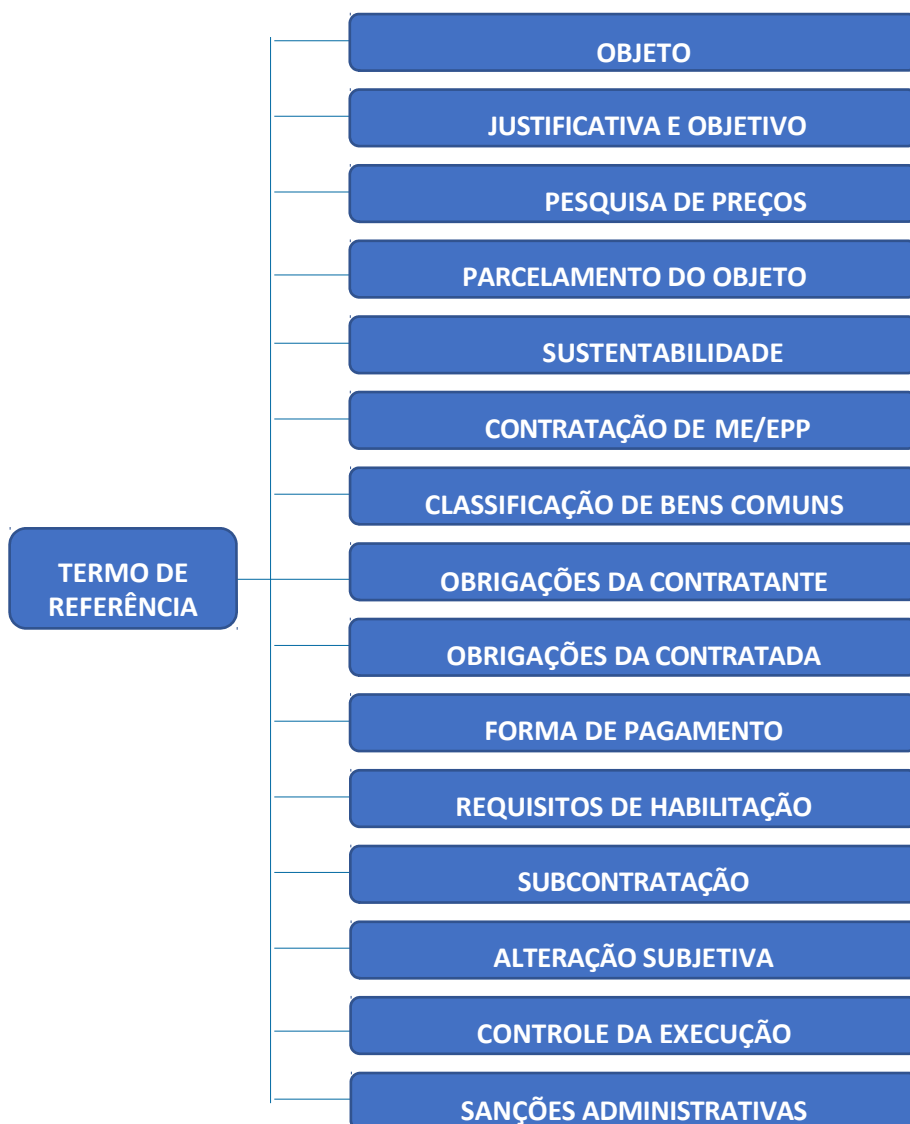 OBJETO
JUSTIFICATIVA E OBJETIVO
PESQUISA DE PREÇOS
PARCELAMENTO DO OBJETO
SUSTENTABILIDADE
CONTRATAÇÃO DE ME/EPP
CLASSIFICAÇÃO DE BENS COMUNS
TERMO DE
REFERÊNCIA
OBRIGAÇÕES DA CONTRATANTE
OBRIGAÇÕES DA CONTRATADA
FORMA DE PAGAMENTO
REQUISITOS DE HABILITAÇÃO
SUBCONTRATAÇÃO
ALTERAÇÃO SUBJETIVA
CONTROLE DA EXECUÇÃO
SANÇÕES ADMINISTRATIVAS